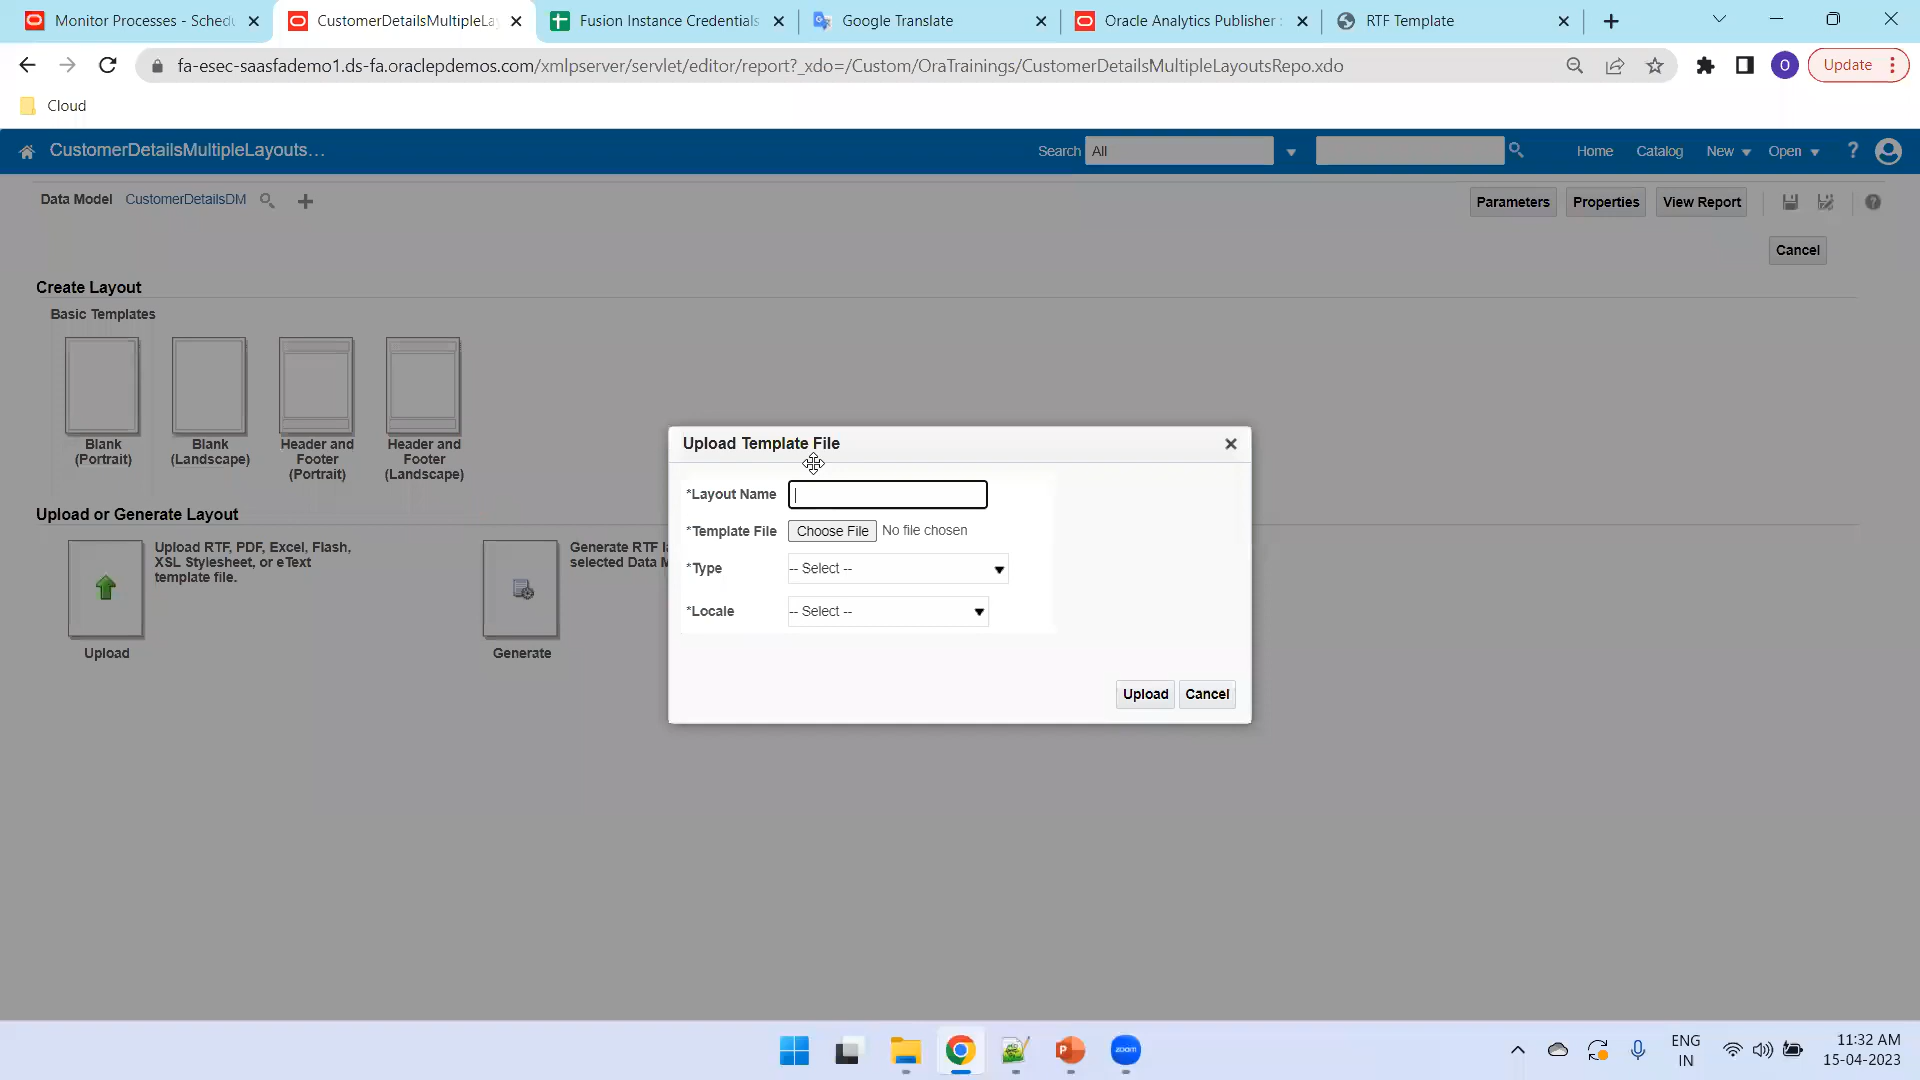 Monitor Processes - Schedu
CustomerDetailsMultipleLa
Fusion Instance Credentials
Google Translate
Oracle Analytics Publisher
RTF Template
fa-esec-saasfademo1.ds-fa.oraclepdemos.com/xmlpserver/servlet/editor/report?_xdo=/Custom/OraTrainings/CustomerDetailsMultipleLayoutsRepo.xdo
O
Update
Cloud
CustomerDetailsMultipleLayouts...
Search
All
Home
Catalog
New
Open
?
Data Model
CustomerDetailsDM
Parameters
Properties
View Report
Cancel
Create Layout
Basic Templates
Blank
(Portrait)
Blank
(Landscape)
Header and
Footer
(Portrait)
Header and
Footer
(Landscape)
Upload or Generate Layout
Upload RTF, PDF, Excel, Flash,
XSL Stylesheet, or eText
template file.
Upload
Generate RTF
selected Data
Generate
Upload Template File
*Layout Name
*Template File
Choose File
No file chosen
*Type
-- Select --
*Locale
-- Select --
Upload
Cancel
zoom
ENG
IN
11:32 AM
15-04-2023